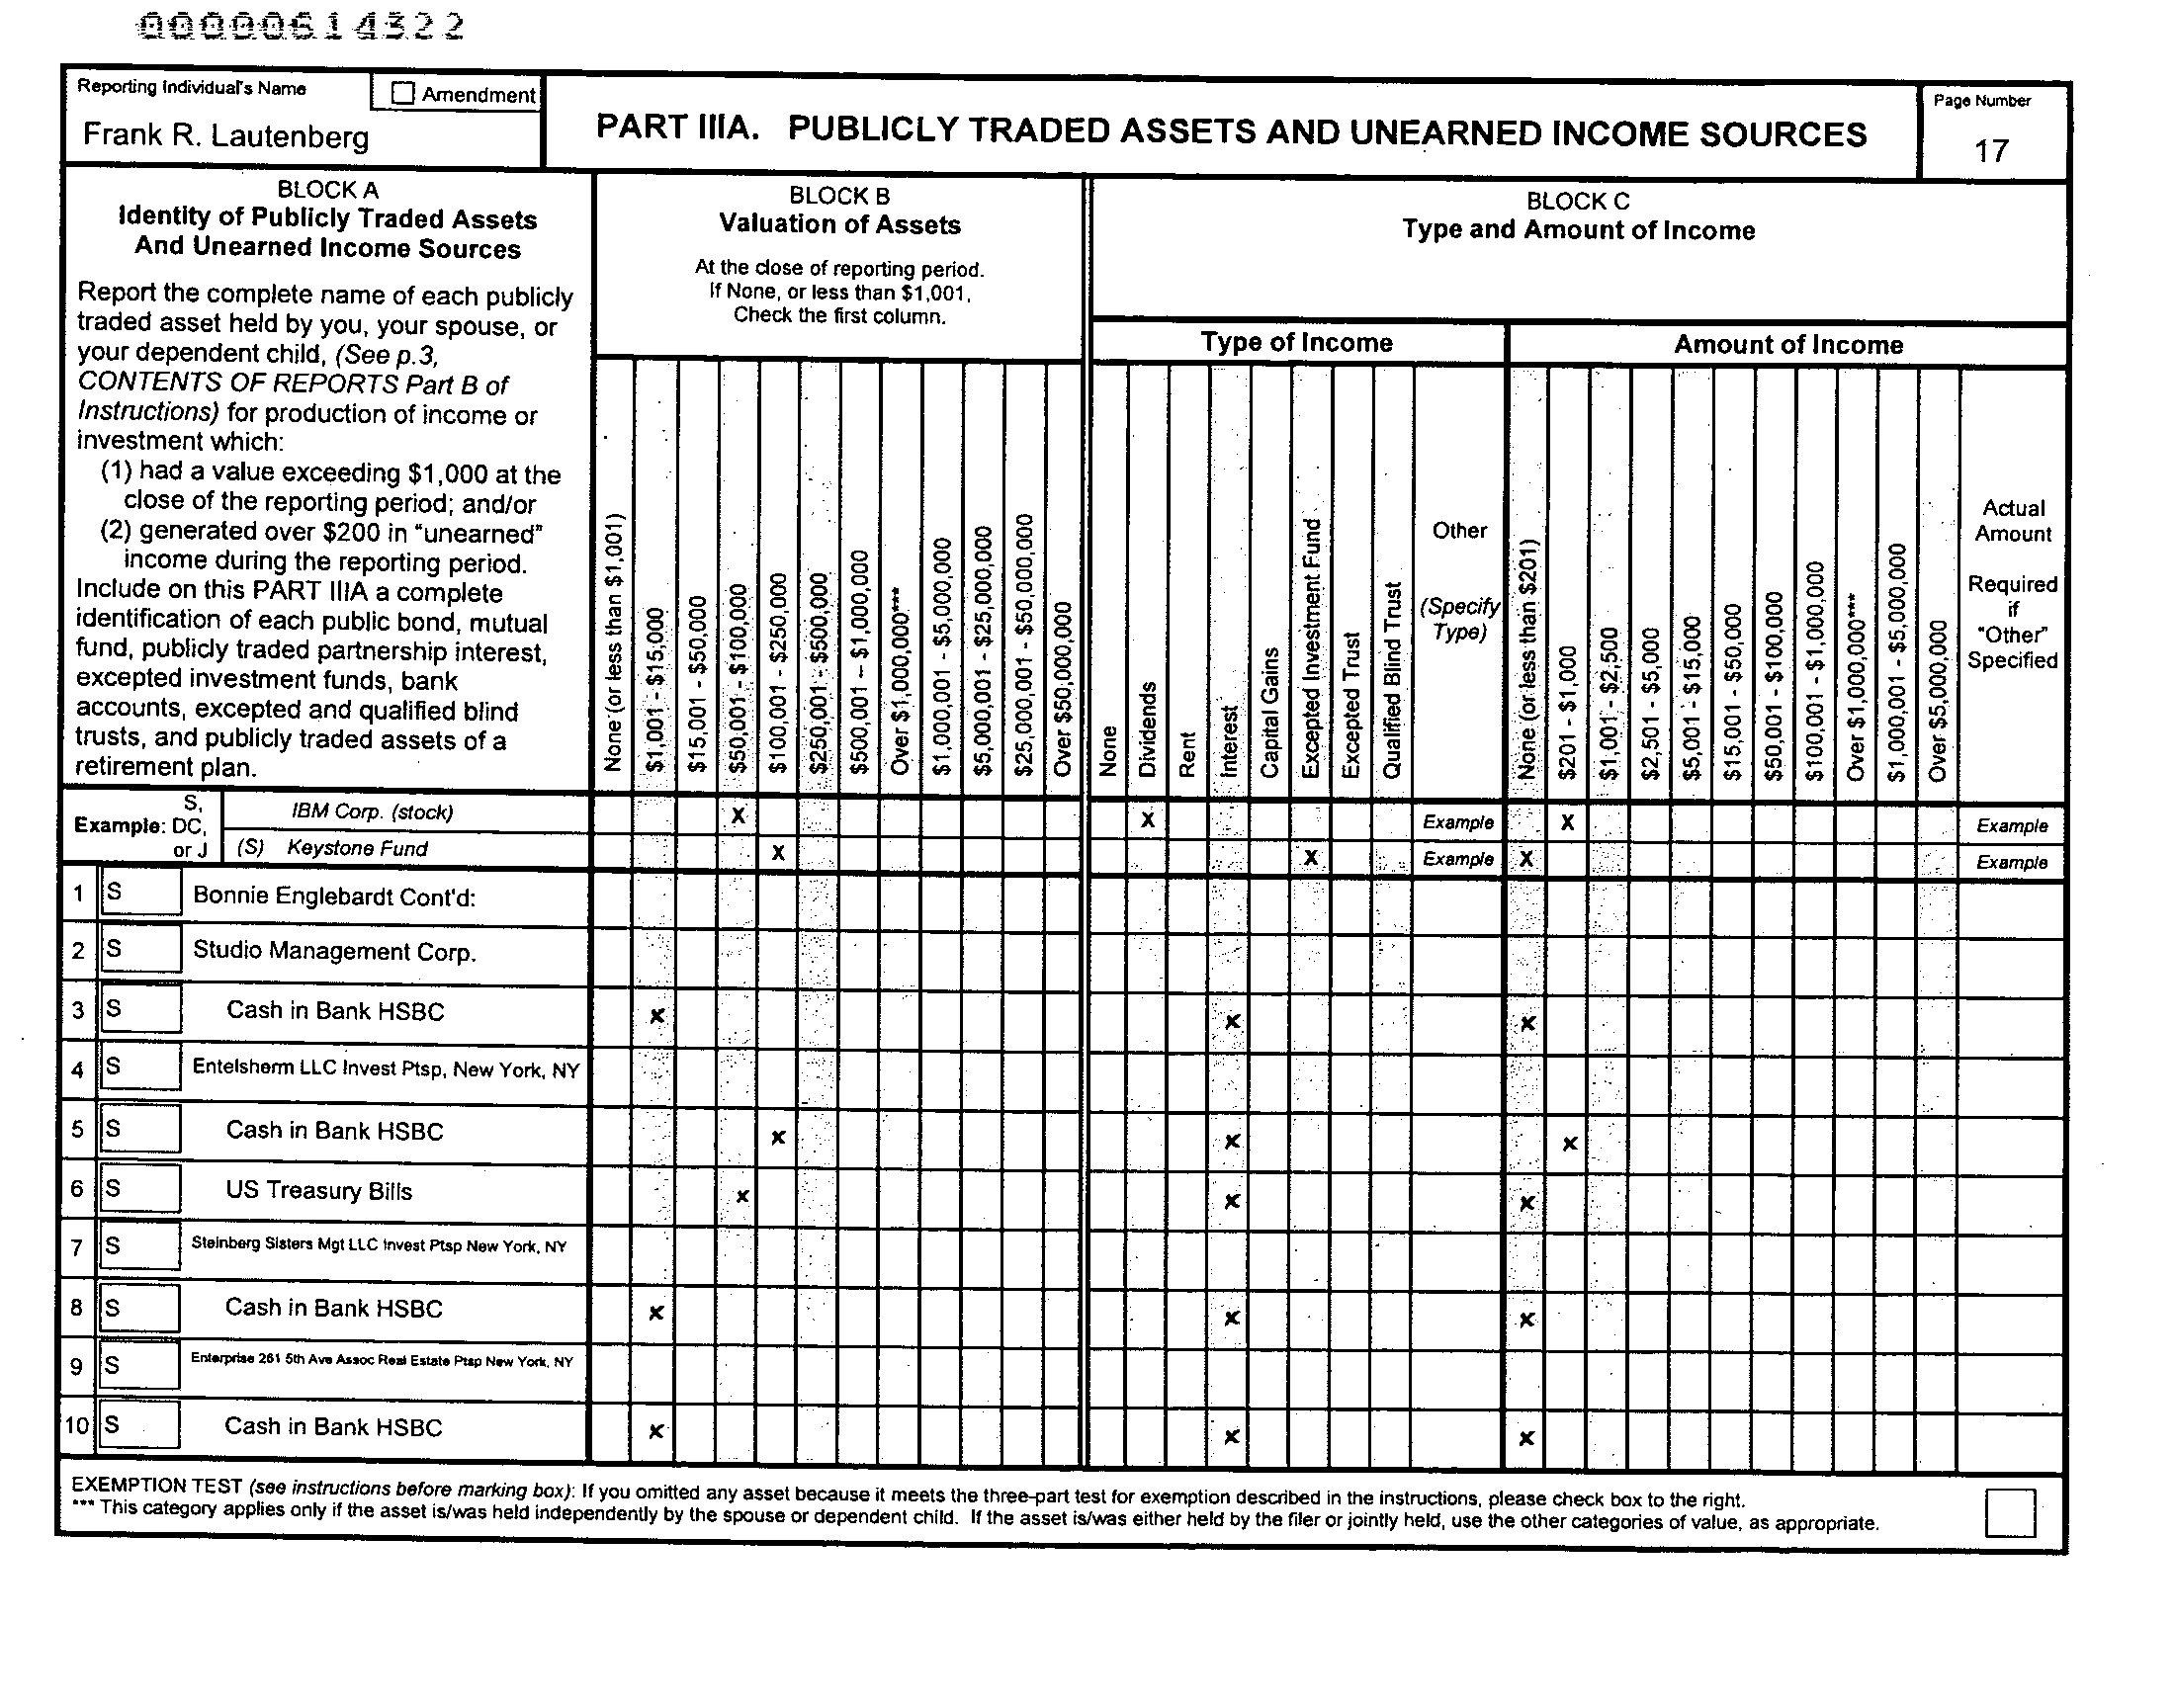 00000614322
Reporting Individual's Name
Amendment
Frank R. Lautenberg
PART IIIA. PUBLICLY TRADED ASSETS AND UNEARNED INCOME SOURCES
Page Number
17
BLOCK A
Identity of Publicly Traded Assets
And Unearned Income Sources
Report the complete name of each publicly
traded asset held by you, your spouse, or
your dependent child, (See p.3,
CONTENTS OF REPORTS Part B of
Instructions) for production of income or
investment which:
(1) had a value exceeding $1,000 at the
close of the reporting period; and/or
(2) generated over $200 in "unearned"
income during the reporting period.
Include on this PART IIIA a complete
identification of each public bond, mutual
fund, publicly traded partnership interest,
excepted investment funds, bank
accounts, excepted and qualified blind
trusts, and publicly traded assets of a
retirement plan.
BLOCK B
Valuation of Assets
At the close of reporting period.
If None, or less than $1,001,
Check the first column.
None (or less than $1,001)
$1,001 - $15,000
$15,001 - $50,000
$50,001 - $100,000
$100,001 - $250,000
$250,001 - $500,000
$500,001 – $1,000,000
Over $1,000,000***
$1,000,001 - $5,000,000
$5,000,001 - $25,000,000
$25,000,001 - $50,000,000
Over $50,000,000
BLOCK C
Type and Amount of Income
Type of Income
None
Dividends
Rent
Interest
Capital Gains
Excepted Investment Fund
Excepted Trust
Qualified Blind Trust
Other
(Specify
Type)
Amount of Income
None (or less than $201)
$201 - $1,000
$1,001 - $2,500
$2,501 - $5,000
$5,001 - $15,000
$15,001 - $50,000
$50,001 - $100,000
$100,001 - $1,000,000
Over $1,000,000***
$1,000,001 - $5,000,000
Over $5,000,000
Actual
Amount
Required
if
"Other"
Specified
Example:
S,
DC,
or J
IBM Corp. (stock) X X Example X Example
(S) Keystone Fund X X Example X Example
1 S Bonnie Englebardt Cont'd:
2 S Studio Management Corp.
3 S Cash in Bank HSBC x x x
4 S Entelsherm LLC Invest Ptsp, New York, NY
5 S Cash in Bank HSBC x x x
6 S US Treasury Bills x x x
7 S Steinberg Sisters Mgt LLC Invest Ptsp New York, NY
8 S Cash in Bank HSBC x x x
9 S Enterprise 261 5th Ave Assoc Real Estate Ptsp New York, NY
10 S Cash in Bank HSBC x x x
EXEMPTION TEST (see instructions before marking box): If you omitted any asset because it meets the three-part test for exemption described in the instructions, please check box to the right.
*** This category applies only if the asset is/was held independently by the spouse or dependent child. If the asset is/was either held by the filer or jointly held, use the other categories of value, as appropriate.